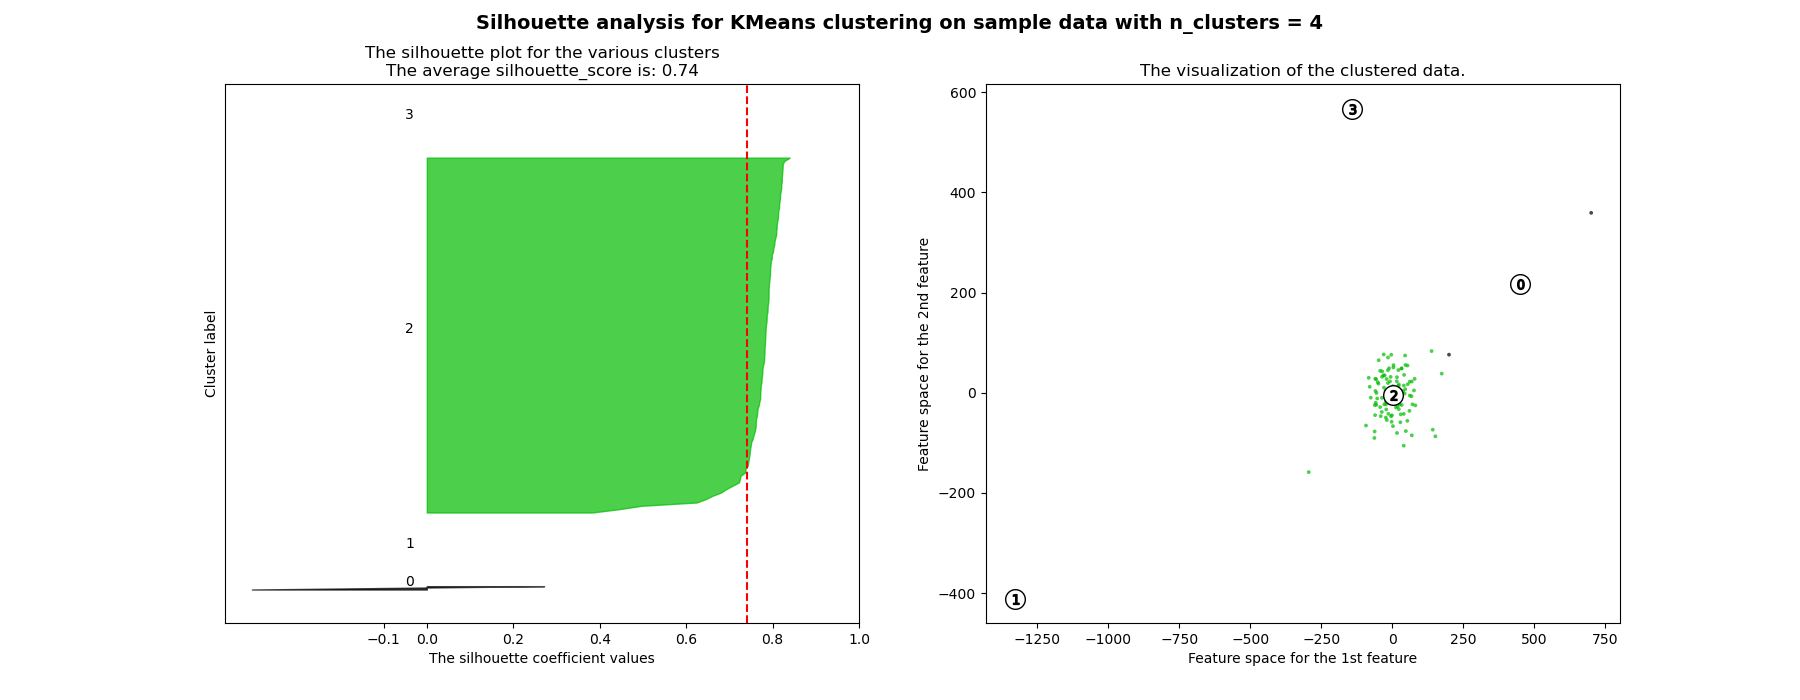 Silhouette analysis for KMeans clustering on sample data with n_clusters = 4
The silhouette plot for the various clusters
The average silhouette_score is: 0.74
3
2
1
0
Cluster label
−0.1 0.0 0.2 0.4 0.6 0.8 1.0
The silhouette coefficient values
The visualization of the clustered data.
600
400
200
0
−200
−400
Feature space for the 2nd feature
3
0
2
1
−1250 −1000 −750 −500 −250 0 250 500 750
Feature space for the 1st feature